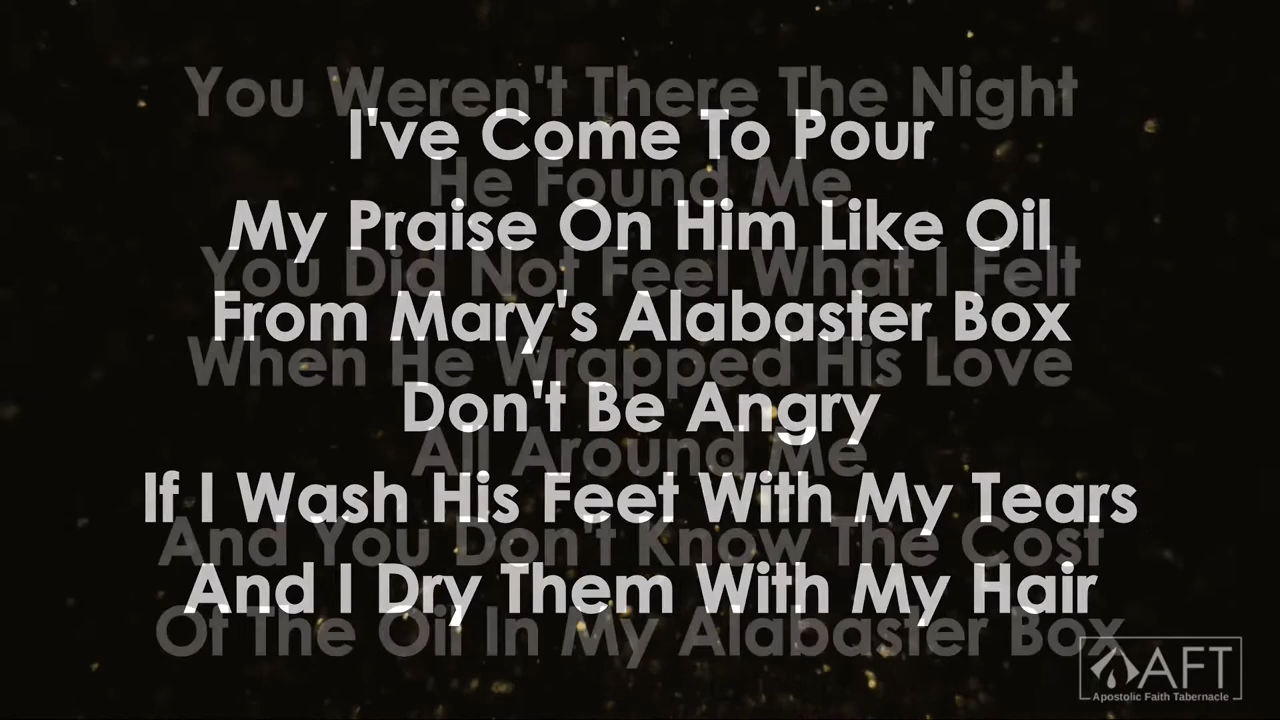 You Weren't There The Night
I've Come To Pour
He Found Me
My Praise On Him Like Oil
You Did Not Feel What I Felt
From Mary's Alabaster Box
When He Wrapped His Love
Don't Be Angry
All Around Me
If I Wash His Feet With My Tears
And You Don't Know The Cost
And I Dry Them With My Hair
Of The Oil In My Alabaster Box
AFT
Apostolic Faith Tabernacle